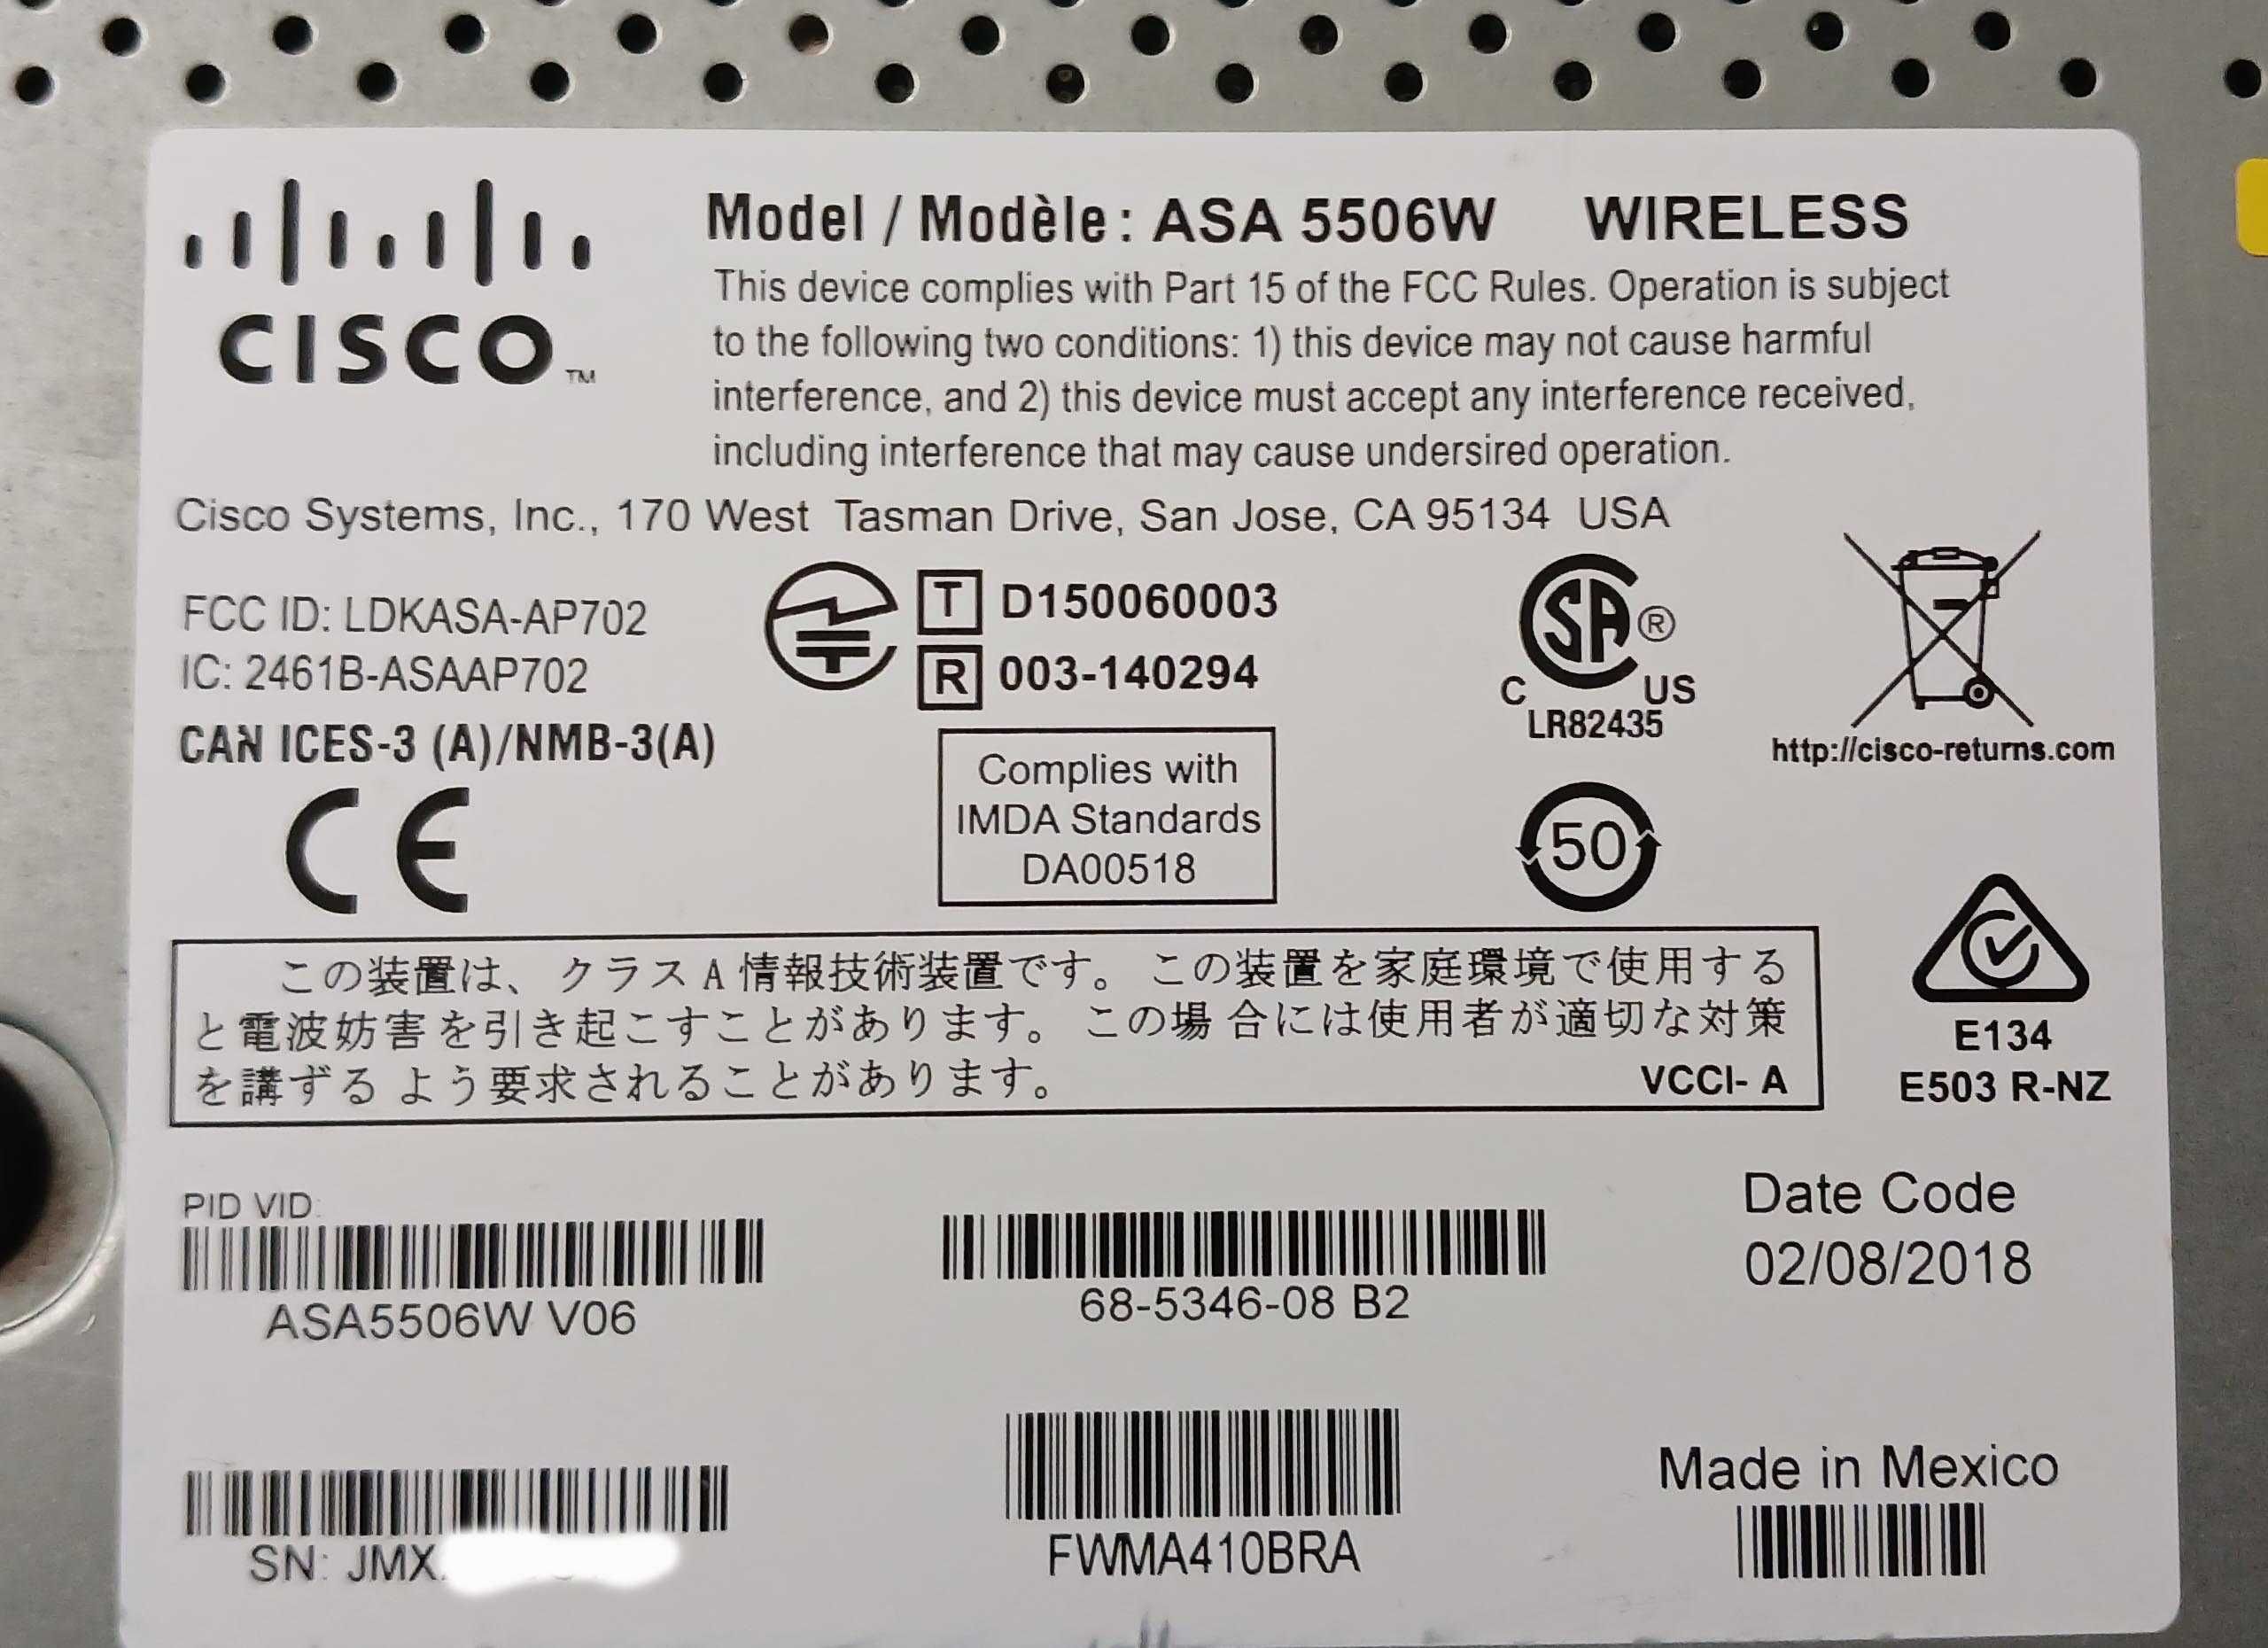 CISCO™
Model / Modèle : ASA 5506W WIRELESS
This device complies with Part 15 of the FCC Rules. Operation is subject
to the following two conditions: 1) this device may not cause harmful
interference, and 2) this device must accept any interference received,
including interference that may cause undersired operation.
Cisco Systems, Inc., 170 West Tasman Drive, San Jose, CA 95134 USA
FCC ID: LDKASA-AP702
IC: 2461B-ASAAP702
CAN ICES-3 (A)/NMB-3(A)
CE
T D150060003
R 003-140294
Complies with
IMDA Standards
DA00518
SA®
C US
LR82435
50
http://cisco-returns.com
E134
E503 R-NZ
この装置は、クラスA情報技術装置です。この装置を家庭環境で使用する
と電波妨害を引き起こすことがあります。この場合には使用者が適切な対策
を講ずるよう要求されることがあります。 VCCI- A
PID VID:
ASA5506W V06
68-5346-08 B2
Date Code
02/08/2018
SN: JMX
FWMA410BRA
Made in Mexico